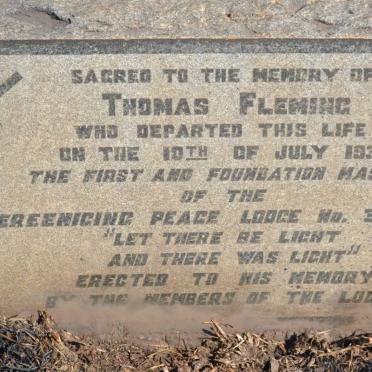 SACRED TO THE MEMORY OF
THOMAS FLEMING
WHO DEPARTED THIS LIFE
ON THE 10TH OF JULY 193
THE FIRST AND FOUNDATION MAS
OF THE
EREENIGING PEACE LODGE NO. 3
"LET THERE BE LIGHT
AND THERE WAS LIGHT"
ERECTED TO HIS MEMORY
BY THE MEMBERS OF THE LOD